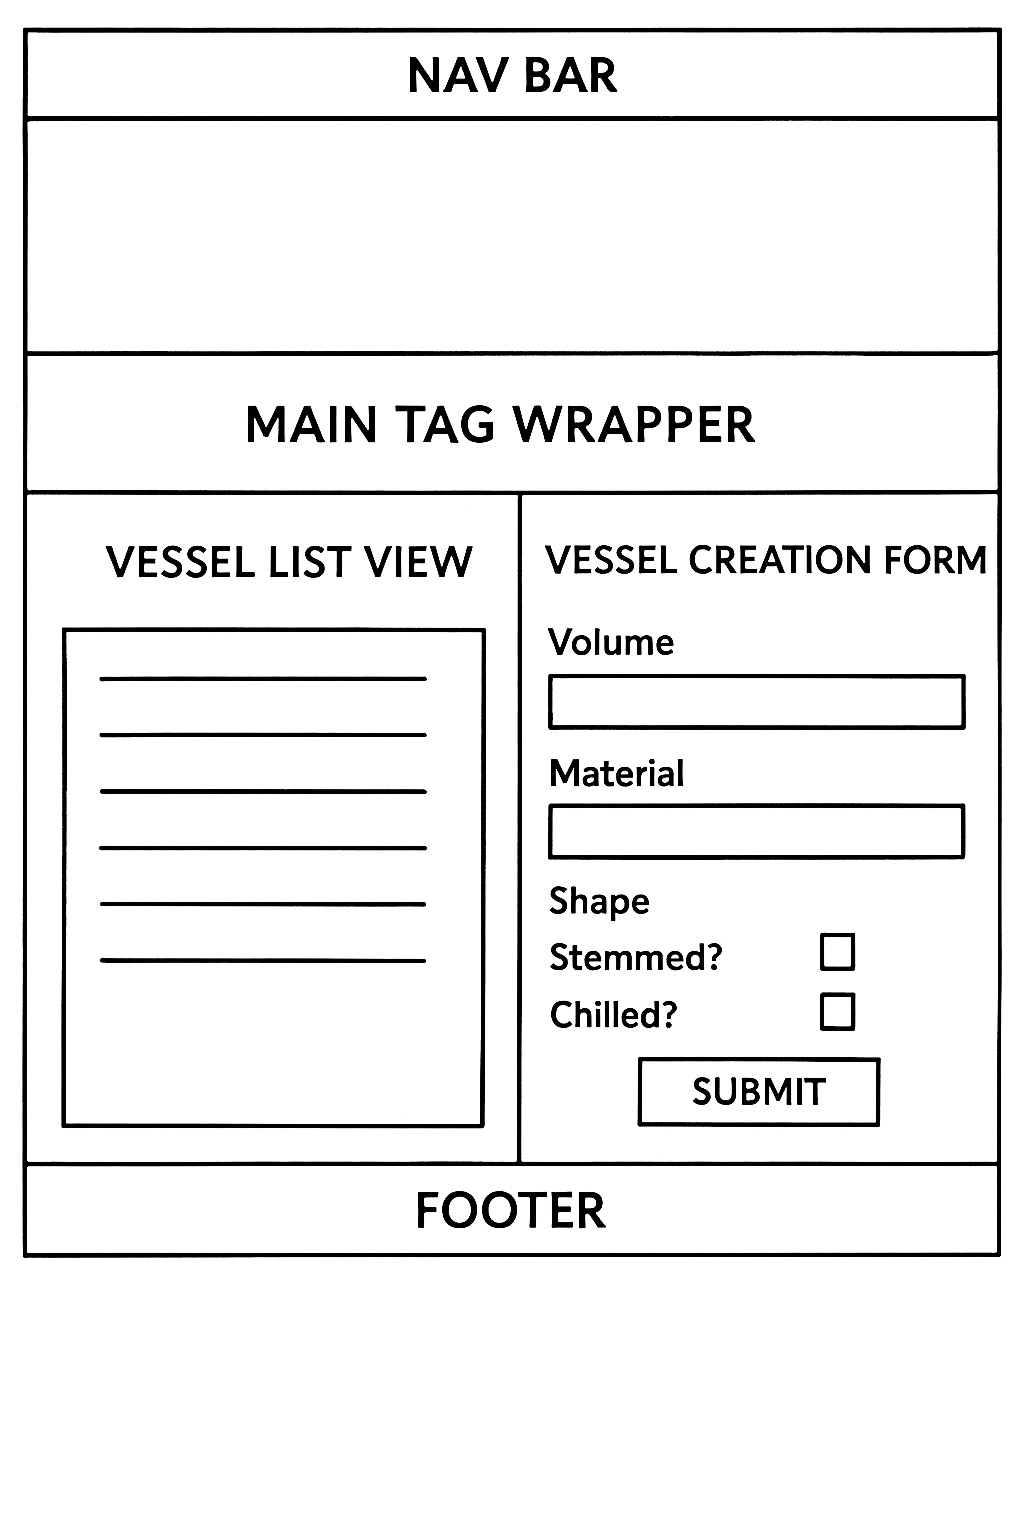 NAV BAR
MAIN TAG WRAPPER
VESSEL LIST VIEW
VESSEL CREATION FORM
Volume
Material
Shape
Stemmed?
Chilled?
SUBMIT
FOOTER